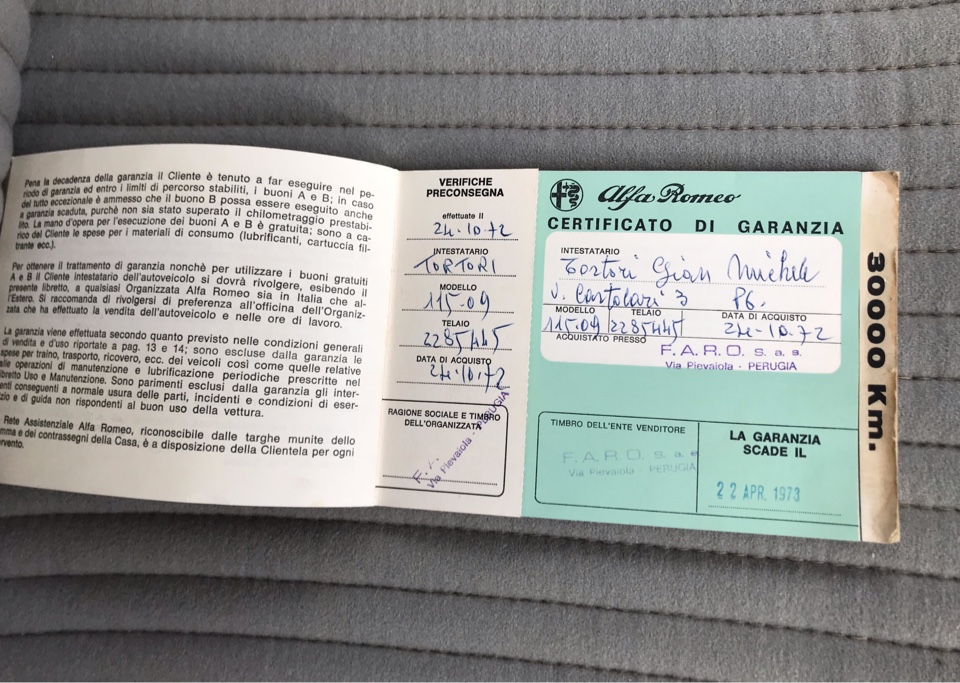 Pena la decadenza della garanzia il Cliente è tenuto a far eseguire nel pe-
riodo di garanzia ed entro i limiti di percorso stabiliti, i buoni A e B; in caso
del tutto eccezionale è ammesso che il buono B possa essere eseguito anche
a garanzia scaduta, purchè non sia stato superato il chilometraggio prestabi-
lito. La mano d'opera per l'esecuzione dei buoni A e B è gratuita; sono a ca-
rico del Cliente le spese per i materiali di consumo (lubrificanti, cartuccia fil-
trante ecc.).
Per ottenere il trattamento di garanzia nonchè per utilizzare i buoni gratuiti
A e B il Cliente intestatario dell'autoveicolo si dovrà rivolgere, esibendo il
presente libretto, a qualsiasi Organizzata Alfa Romeo sia in Italia che al-
l'Estero. Si raccomanda di rivolgersi di preferenza all'officina dell'Organiz-
zata che ha effettuato la vendita dell'autoveicolo e nelle ore di lavoro.
La garanzia viene effettuata secondo quanto previsto nelle condizioni generali
di vendita e d'uso riportate a pag. 13 e 14; sono escluse dalla garanzia le
spese per traino, trasporto, ricovero, ecc. dei veicoli così come quelle relative
alle operazioni di manutenzione e lubrificazione periodiche prescritte nel
ibretto Uso e Manutenzione. Sono parimenti esclusi dalla garanzia gli inter-
enti conseguenti a normale usura delle parti, incidenti e condizioni di eser-
zio e di guida non rispondenti al buon uso della vettura.
Rete Assistenziale Alfa Romeo, riconoscibile dalle targhe munite dello
mma e dei contrassegni della Casa, è a disposizione della Clientela per ogni
rvento.
VERIFICHE
PRECONSEGNA
effettuate il
24.10.72
INTESTATARIO
TORTORI
MODELLO
115.09
TELAIO
2285445
DATA DI ACQUISTO
24.10.72
RAGIONE SOCIALE E TIMBRO
DELL'ORGANIZZATA
Via Pievaiola - PERUGIA
Alfa Romeo
CERTIFICATO DI GARANZIA
INTESTATARIO
Tortori Gian Michele
V. 3 PG.
MODELLO TELAIO DATA DI ACQUISTO
115.09 2285445 24-10.72
ACQUISTATO PRESSO
F.A.R.O. s. a. s.
Via Pievaiola - PERUGIA
TIMBRO DELL'ENTE VENDITORE
F.A.R.O. s. a s
Via Pievaiola - PERUGIA
LA GARANZIA
SCADE IL
22 APR. 1973
30000 Km.